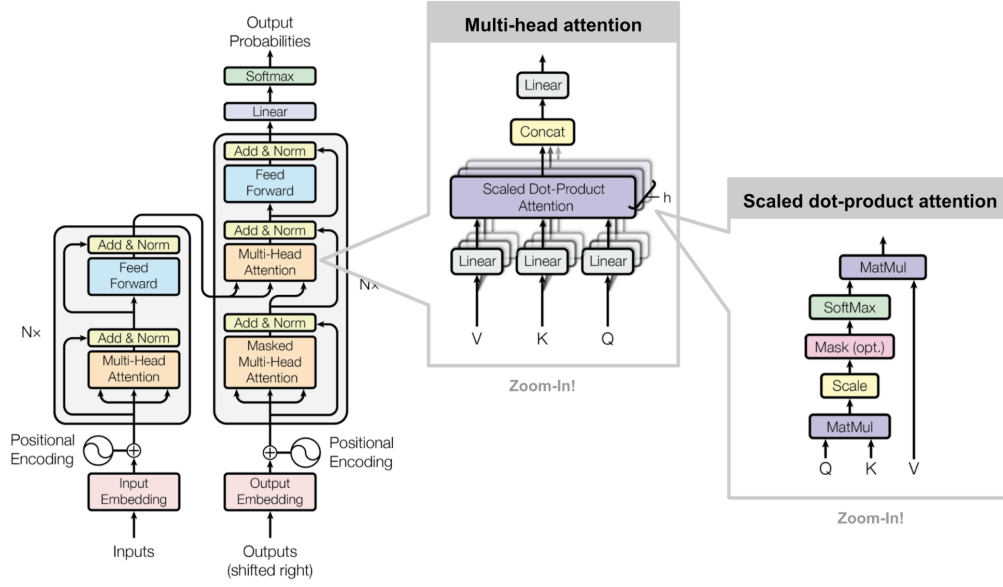 Output
Probabilities
Softmax
Linear
Add & Norm
Feed
Forward
Add & Norm
Multi-Head
Attention
Add & Norm
Masked
Multi-Head
Attention
Nx
Positional
Encoding
Output
Embedding
Outputs
(shifted right)
Add & Norm
Feed
Forward
Add & Norm
Multi-Head
Attention
Nx
Positional
Encoding
Input
Embedding
Inputs
Multi-head attention
Linear
Concat
Scaled Dot-Product
Attention
h
Linear Linear Linear
V K Q
Zoom-In!
Scaled dot-product attention
MatMul
SoftMax
Mask (opt.)
Scale
MatMul
Q K V
Zoom-In!